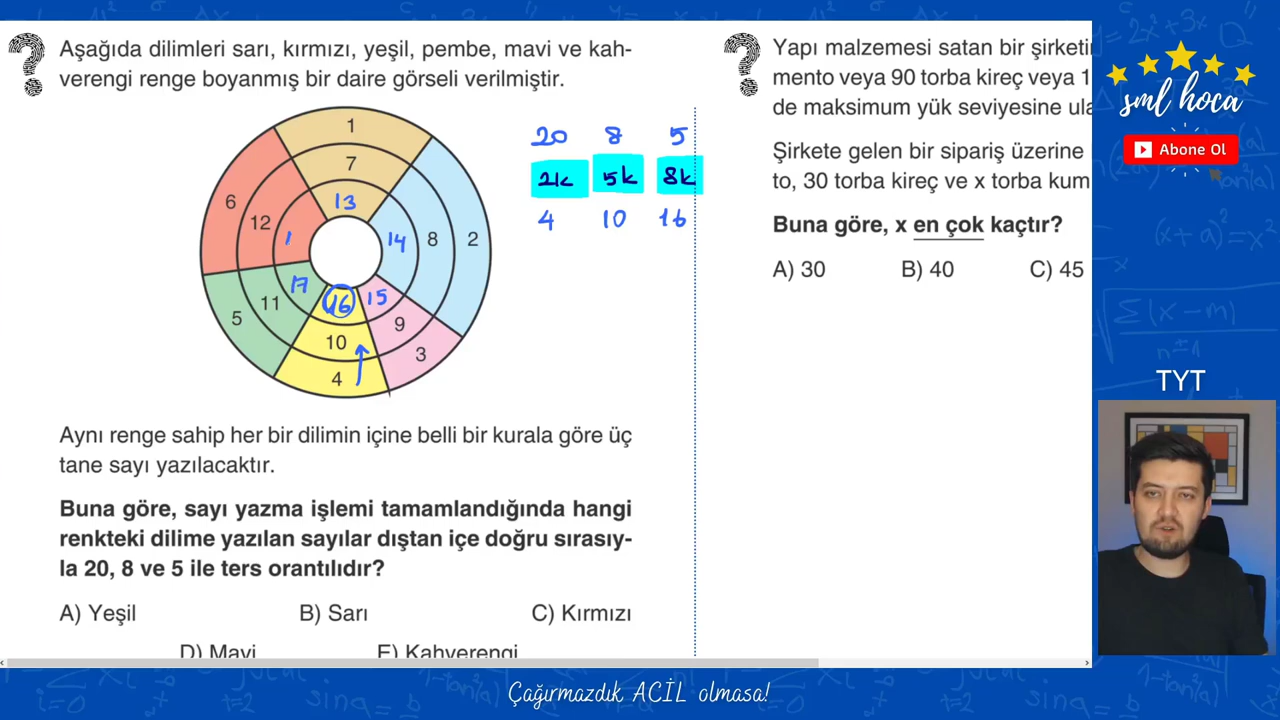 Aşağıda dilimleri sarı, kırmızı, yeşil, pembe, mavi ve kah-
verengi renge boyanmış bir daire görseli verilmiştir.
1
7
13
6
12
1
14
8
2
17
16
15
11
5
10
9
4
3
20 8 5
2k 5k 8k
4 10 16
Aynı renge sahip her bir dilimin içine belli bir kurala göre üç
tane sayı yazılacaktır.
Buna göre, sayı yazma işlemi tamamlandığında hangi
renkteki dilime yazılan sayılar dıştan içe doğru sırasıy-
la 20, 8 ve 5 ile ters orantılıdır?
A) Yeşil B) Sarı C) Kırmızı
D) Mavi E) Kahverengi
Yapı malzemesi satan bir şirketi
mento veya 90 torba kireç veya 1
de maksimum yük seviyesine ula
Şirkete gelen bir sipariş üzerine
to, 30 torba kireç ve x torba kum
Buna göre, x en çok kaçtır?
A) 30 B) 40 C) 45
sml hoca
Abone Ol
TYT
Çağırmazdık ACİL olmasa!